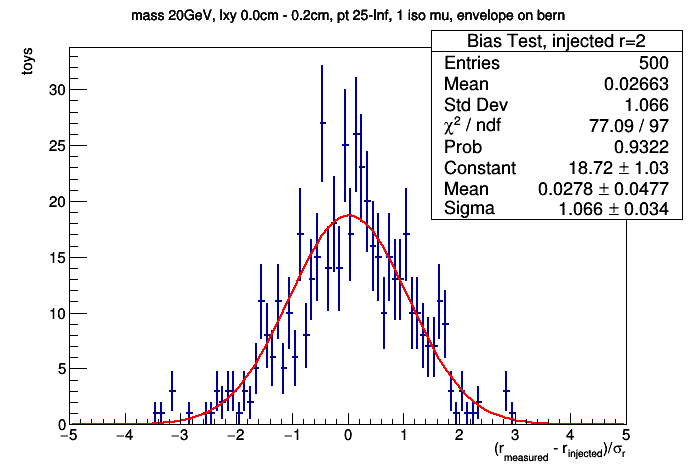 mass 20GeV, lxy 0.0cm - 0.2cm, pt 25-Inf, 1 iso mu, envelope on bern
toys
Bias Test, injected r=2
Entries 500
Mean 0.02663
Std Dev 1.066
χ² / ndf 77.09 / 97
Prob 0.9322
Constant 18.72 ± 1.03
Mean 0.0278 ± 0.0477
Sigma 1.066 ± 0.034
30
25
20
15
10
5
0
−5 −4 −3 −2 −1 0 1 2 3 4 5
(r_measured - r_injected)/σ_r